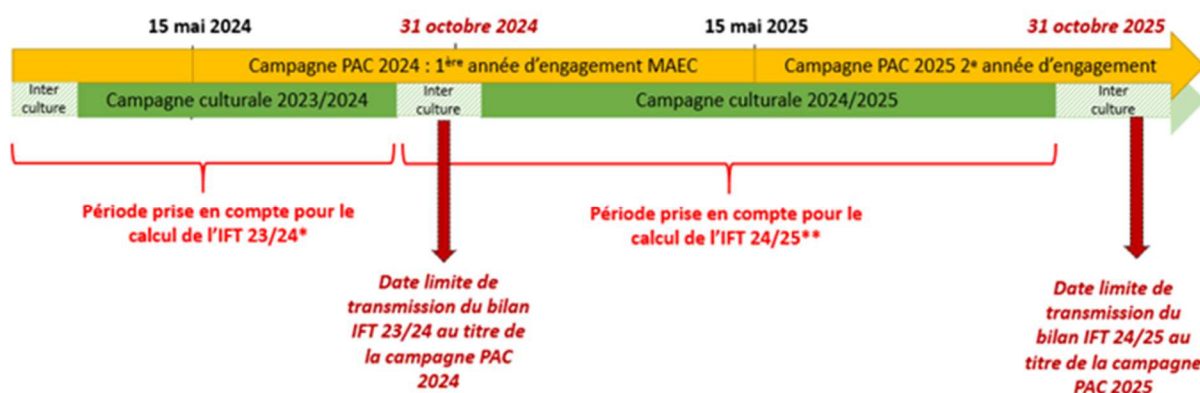 15 mai 2024
31 octobre 2024
15 mai 2025
31 octobre 2025
Campagne PAC 2024 : 1ère année d'engagement MAEC
Campagne PAC 2025 2e année d'engagement
Inter
culture
Campagne culturale 2023/2024
Inter
culture
Campagne culturale 2024/2025
Inter
culture
Période prise en compte pour le
calcul de l'IFT 23/24*
Période prise en compte pour le
calcul de l'IFT 24/25**
Date limite de
transmission du bilan
IFT 23/24 au titre de
la campagne PAC
2024
Date limite de
transmission du
bilan IFT 24/25 au
titre de la campagne
PAC 2025